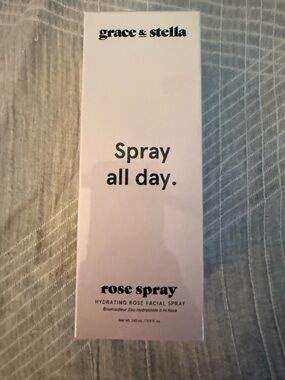 grace & stella
Spray
all day.
rose spray
HYDRATING ROSE FACIAL SPRAY
Brumisateur Eau Hydratante à la Rose